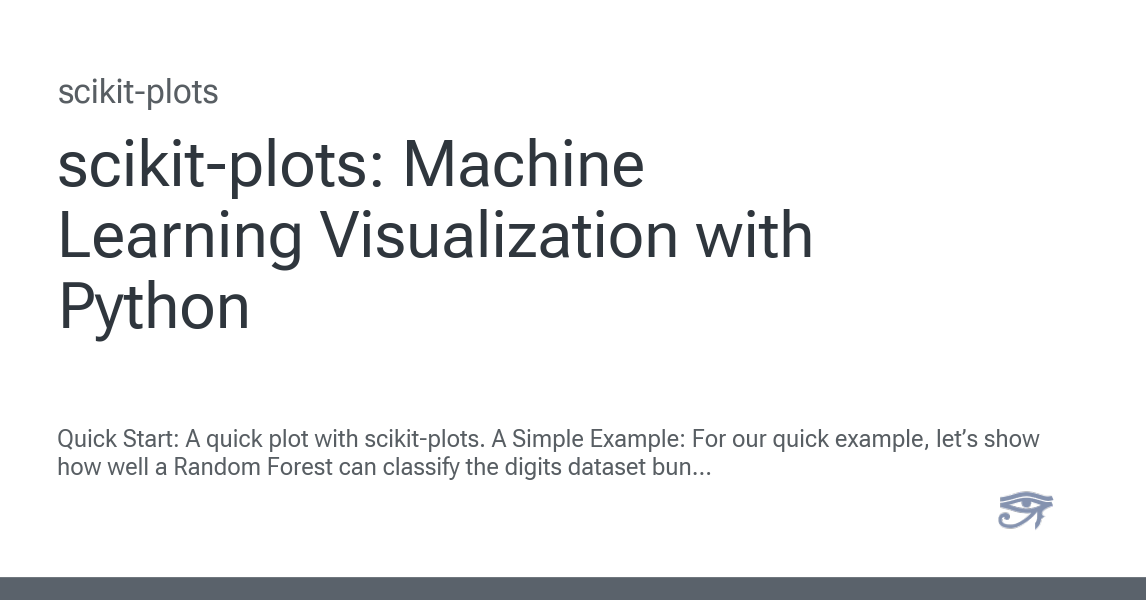 scikit-plots
scikit-plots: Machine
Learning Visualization with
Python
Quick Start: A quick plot with scikit-plots. A Simple Example: For our quick example, let’s show
how well a Random Forest can classify the digits dataset bun...